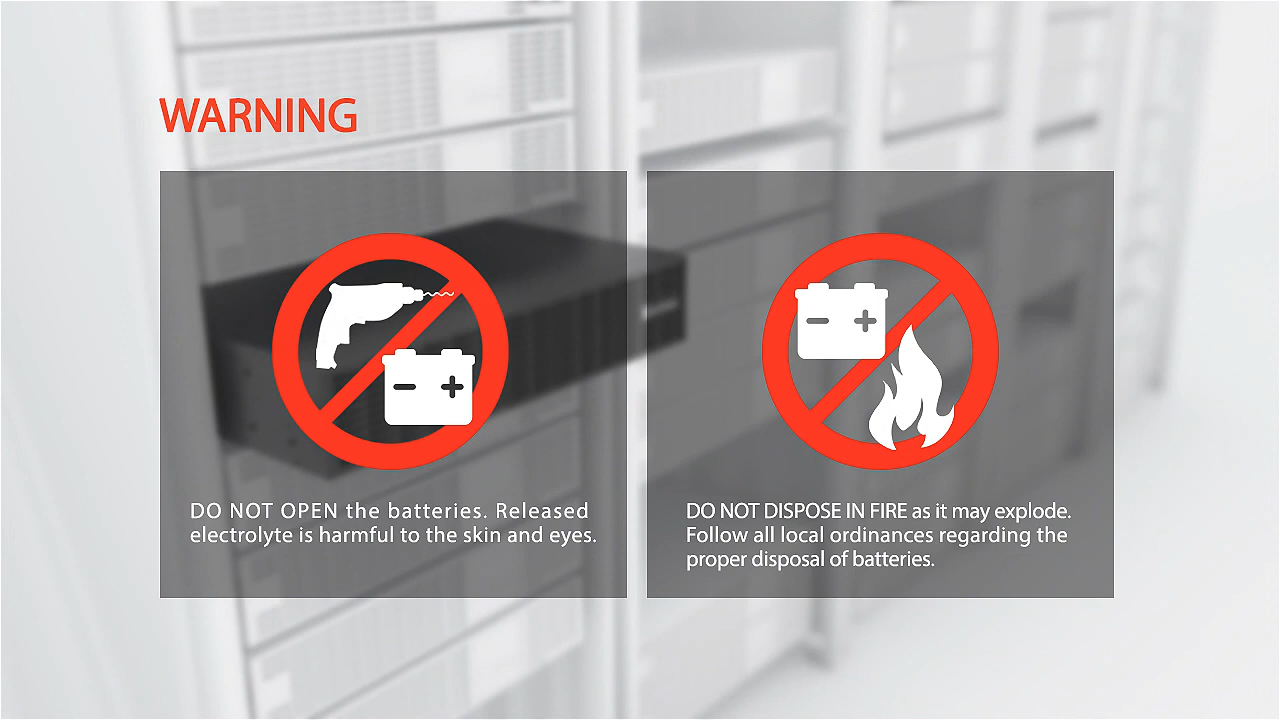 WARNING
DO NOT OPEN the batteries. Released
electrolyte is harmful to the skin and eyes.
DO NOT DISPOSE IN FIRE as it may explode.
Follow all local ordinances regarding the
proper disposal of batteries.